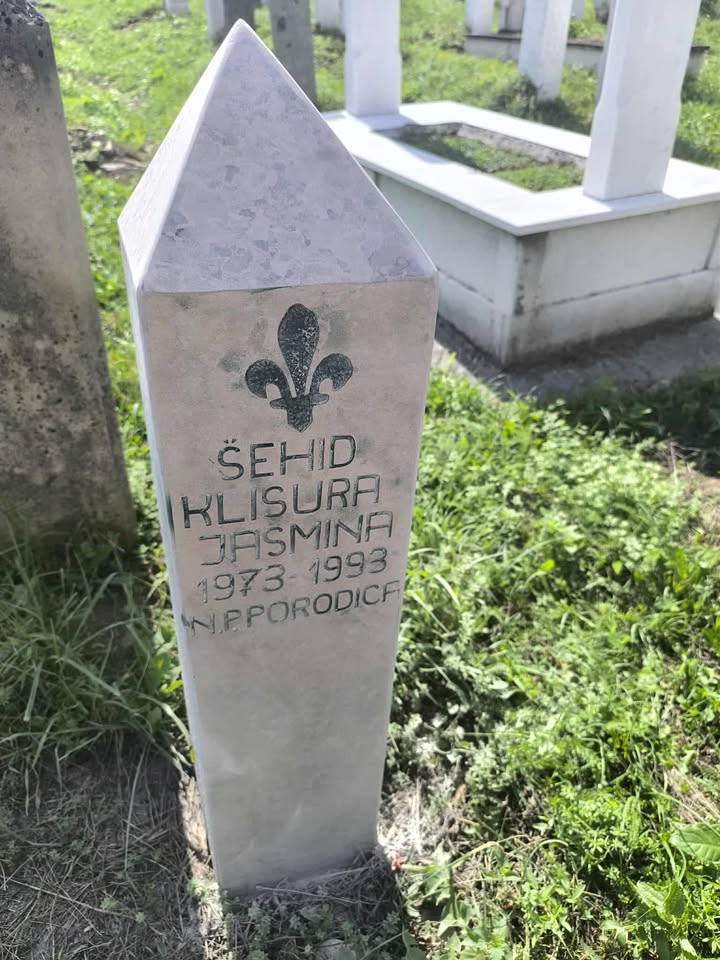 ŠEHID
KLISURA
JASMINA
1973-1993
N.P.PORODICA